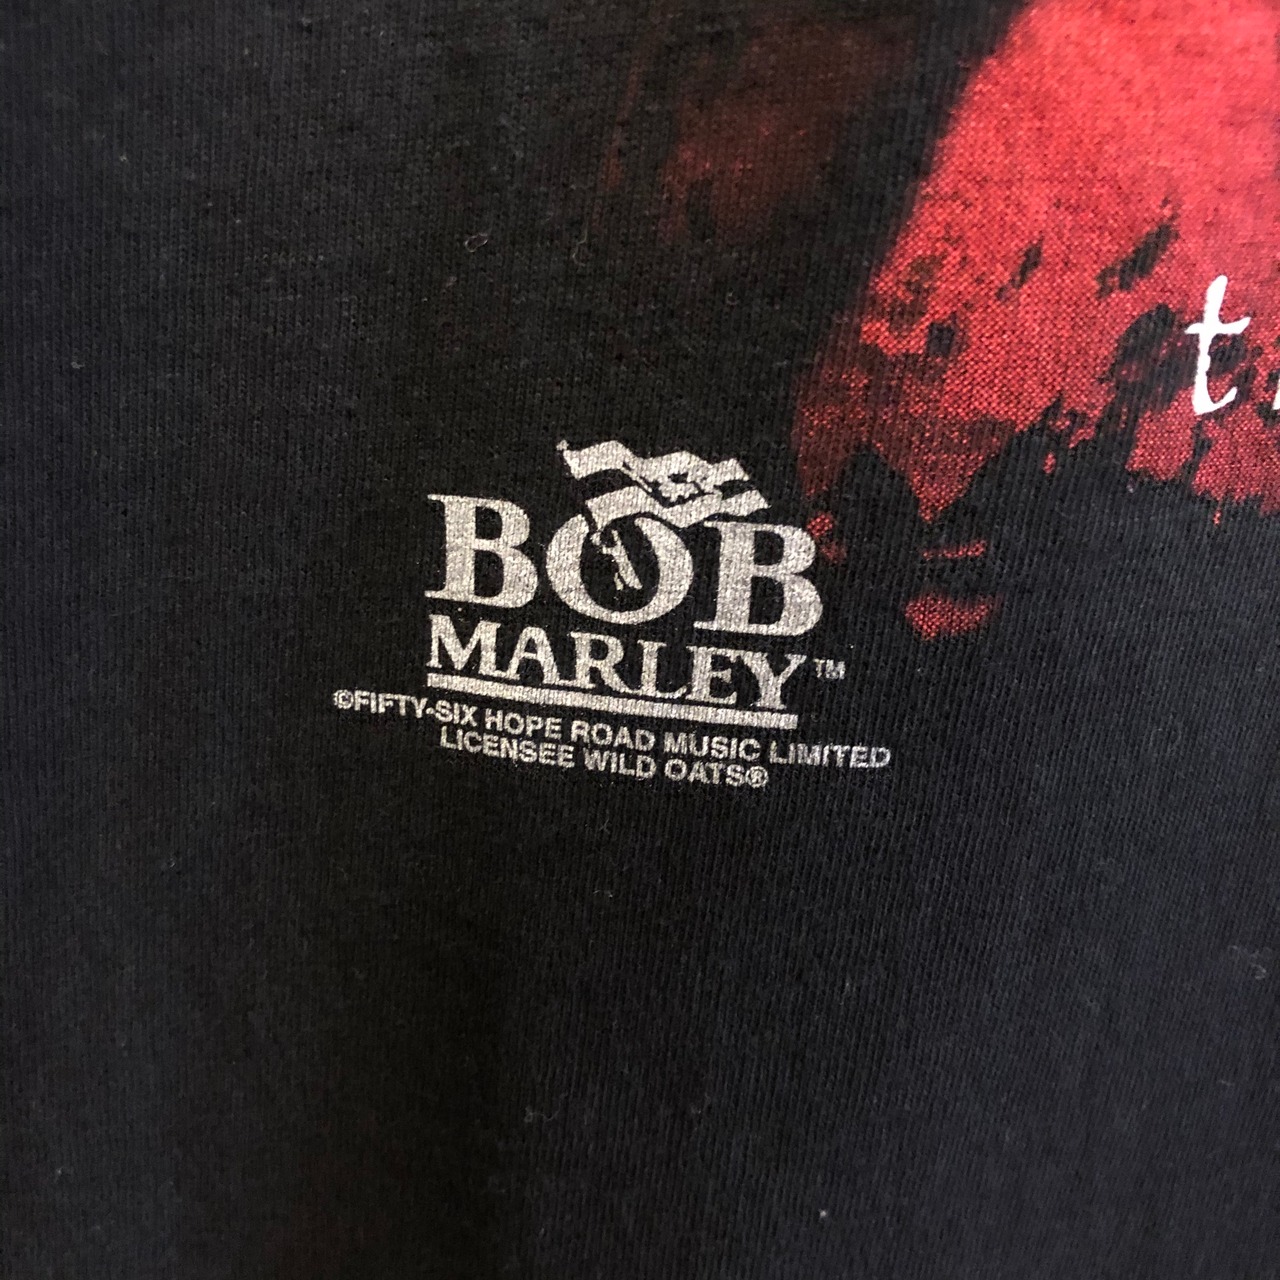 t
BOB
MARLEY™
©FIFTY-SIX HOPE ROAD MUSIC LIMITED
LICENSEE WILD OATS®